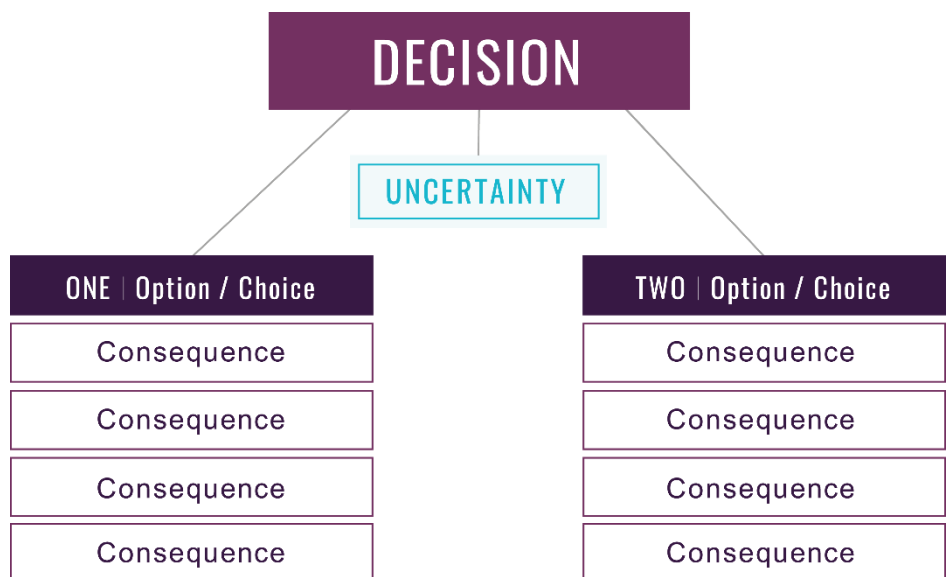 DECISION
UNCERTAINTY
ONE | Option / Choice
Consequence
Consequence
Consequence
Consequence
TWO | Option / Choice
Consequence
Consequence
Consequence
Consequence